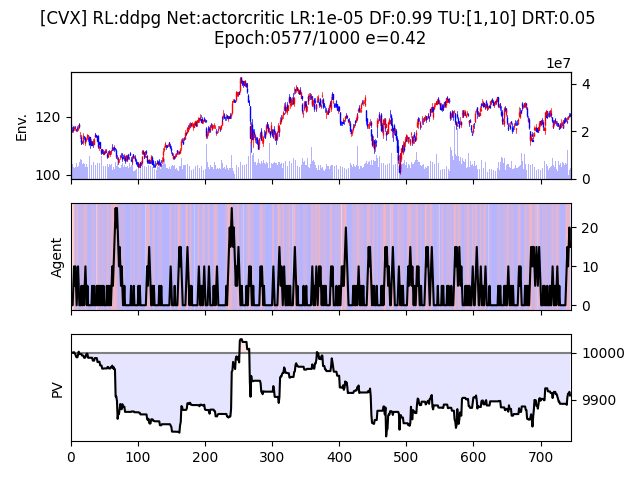 [CVX] RL:ddpg Net:actorcritic LR:1e-05 DF:0.99 TU:[1,10] DRT:0.05
Epoch:0577/1000 e=0.42
1e7
Env.
120
100
4
2
0
Agent
20
10
0
PV
10000
9900
0 100 200 300 400 500 600 700